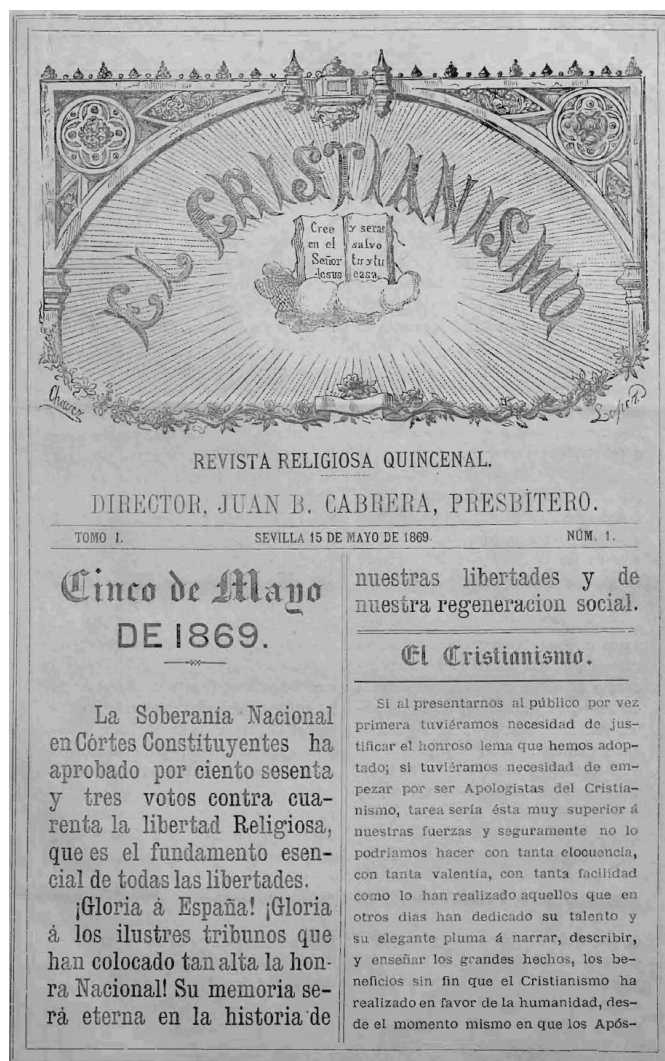 EL CRISTIANISMO
Cree
en el
Señor
Jesus
y seras
salvo
tu y tu
casa.
Chavez
Lopez
REVISTA RELIGIOSA QUINCENAL.
DIRECTOR, JUAN B. CABRERA, PRESBÍTERO.
TOMO I. SEVILLA 15 DE MAYO DE 1869. NÚM. 1.
Cinco de Mayo
DE 1869.
La Soberanía Nacional
en Córtes Constituyentes ha
aprobado por ciento sesenta
y tres votos contra cua-
renta la libertad Religiosa,
que es el fundamento esen-
cial de todas las libertades.
¡Gloria á España! ¡Gloria
á los ilustres tribunos que
han colocado tan alta la hon-
ra Nacional! Su memoria se-
rá eterna en la historia de
nuestras libertades y de
nuestra regeneracion social.
El Cristianismo.
Si al presentarnos al público por vez
primera tuviéramos necesidad de jus-
tificar el honroso lema que hemos adop-
tado; si tuviéramos necesidad de em-
pezar por ser Apologistas del Cristia-
nismo, tarea sería ésta muy superior á
nuestras fuerzas y seguramente no lo
podríamos hacer con tanta elocuencia,
con tanta valentía, con tanta facilidad
como lo han realizado aquellos que en
otros dias han dedicado su talento y
su elegante pluma á narrar, describir,
y enseñar los grandes hechos, los be-
neficios sin fin que el Cristianismo ha
realizado en favor de la humanidad, des-
de el momento mismo en que los Após-